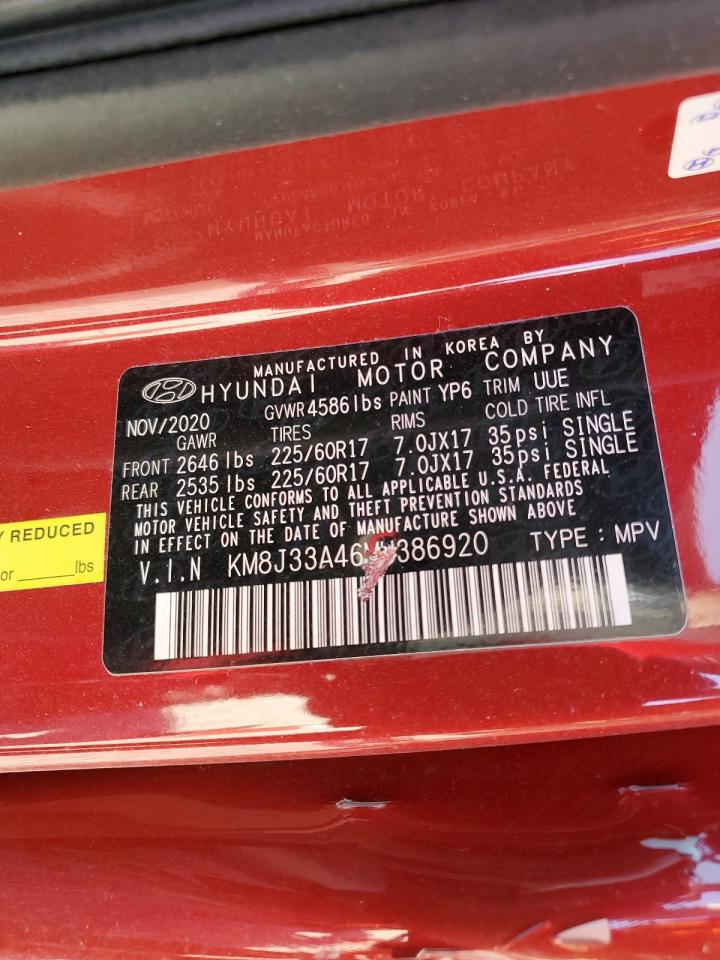 MANUFACTURED IN KOREA BY
HYUNDAI MOTOR COMPANY
NOV/2020 GVWR 4586 lbs PAINT YP6 TRIM UUE
GAWR TIRES RIMS COLD TIRE INFL
FRONT 2646 lbs 225/60R17 7.0JX17 35 psi SINGLE
REAR 2535 lbs 225/60R17 7.0JX17 35 psi SINGLE
THIS VEHICLE CONFORMS TO ALL APPLICABLE U.S.A. FEDERAL
MOTOR VEHICLE SAFETY AND THEFT PREVENTION STANDARDS
IN EFFECT ON THE DATE OF MANUFACTURE SHOWN ABOVE
V.I.N TYPE : MPV
Y REDUCED
or ______lbs